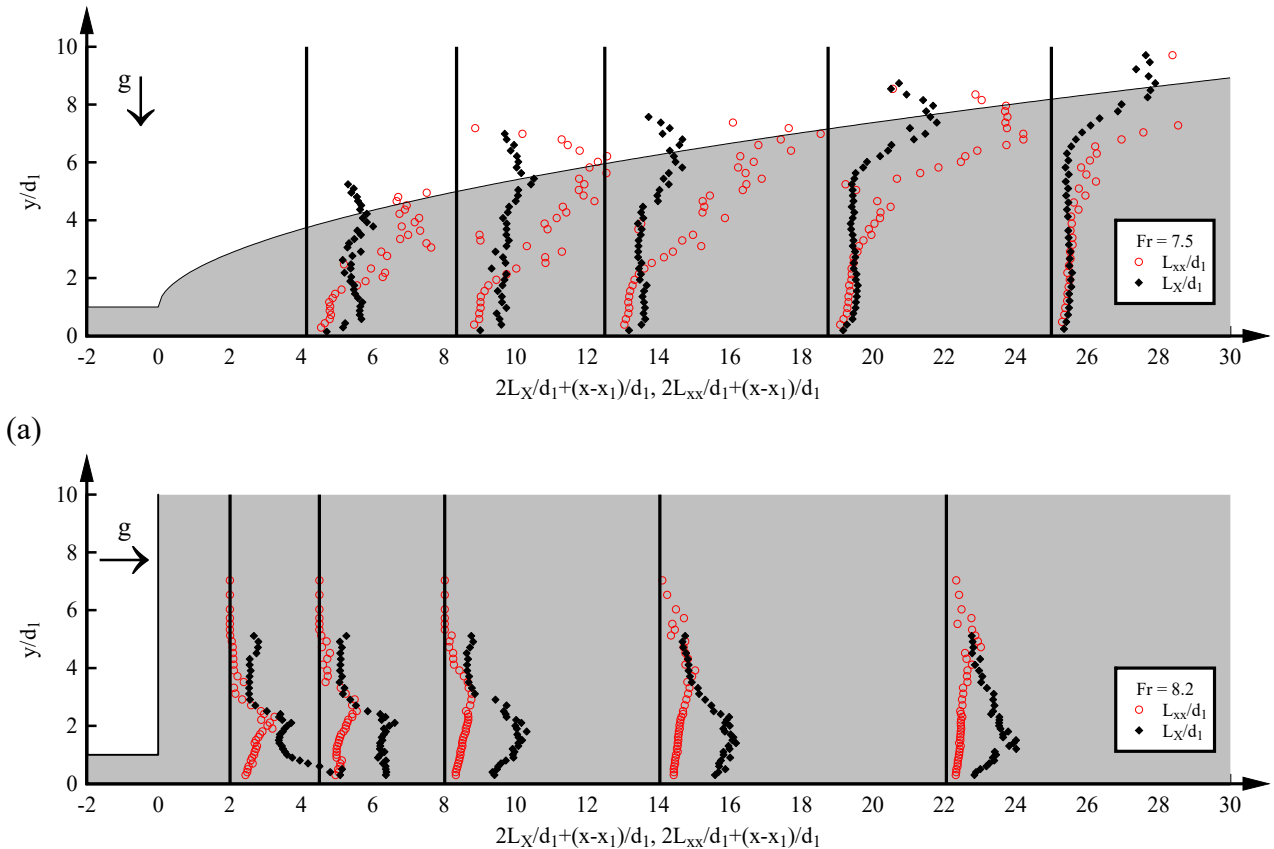 10
8
6
4
2
0
y/d1
g
Fr = 7.5
Lxx/d1
LX/d1
-2 0 2 4 6 8 10 12 14 16 18 20 22 24 26 28 30
2LX/d1+(x-x1)/d1, 2Lxx/d1+(x-x1)/d1
(a)
10
8
6
4
2
0
y/d1
g
Fr = 8.2
Lxx/d1
LX/d1
-2 0 2 4 6 8 10 12 14 16 18 20 22 24 26 28 30
2LX/d1+(x-x1)/d1, 2Lxx/d1+(x-x1)/d1